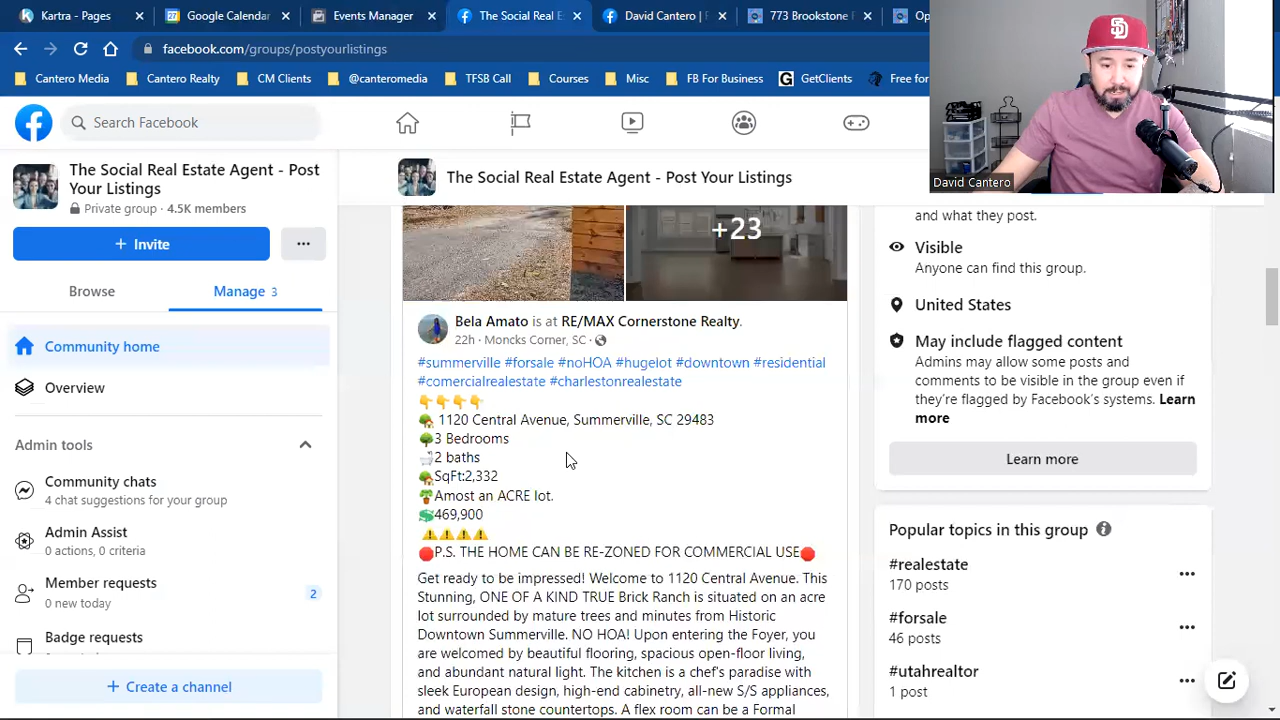 Kartra - Pages
Google Calendar
Events Manager
The Social Real Es
David Cantero |
773 Brookstone
Op
facebook.com/groups/postyourlistings
Cantero Media
Cantero Realty
CM Clients
@canteromedia
TFSB Call
Courses
Misc
FB For Business
GetClients
Free for
David Cantero
Search Facebook
The Social Real Estate Agent - Post
Your Listings
Private group · 4.5K members
+ Invite
Browse
Manage 3
Community home
Overview
Admin tools
Community chats
4 chat suggestions for your group
Admin Assist
0 actions, 0 criteria
Member requests
0 new today
2
Badge requests
+ Create a channel
The Social Real Estate Agent - Post Your Listings
+23
Bela Amato is at RE/MAX Cornerstone Realty.
22h · Moncks Corner, SC ·
#summerville #forsale #noHOA #hugelot #downtown #residential
#comercialrealestate #charlestonrealestate
👇👇👇👇
🏡 1120 Central Avenue, Summerville, SC 29483
🌳3 Bedrooms
🛁2 baths
🏡SqFt:2,332
🪴Amost an ACRE lot.
💲469,900
⚠️⚠️⚠️⚠️
🛑P.S. THE HOME CAN BE RE-ZONED FOR COMMERCIAL USE🛑
Get ready to be impressed! Welcome to 1120 Central Avenue. This
Stunning, ONE OF A KIND TRUE Brick Ranch is situated on an acre
lot surrounded by mature trees and minutes from Historic
Downtown Summerville. NO HOA! Upon entering the Foyer, you
are welcomed by beautiful flooring, spacious open-floor living,
and abundant natural light. The kitchen is a chef's paradise with
sleek European design, high-end cabinetry, all-new S/S appliances,
and waterfall stone countertops. A flex room can be a Formal
and what they post.
Visible
Anyone can find this group.
United States
May include flagged content
Admins may allow some posts and
comments to be visible in the group even if
they're flagged by Facebook's systems. Learn
more
Learn more
Popular topics in this group
#realestate
170 posts
#forsale
46 posts
#utahrealtor
1 post